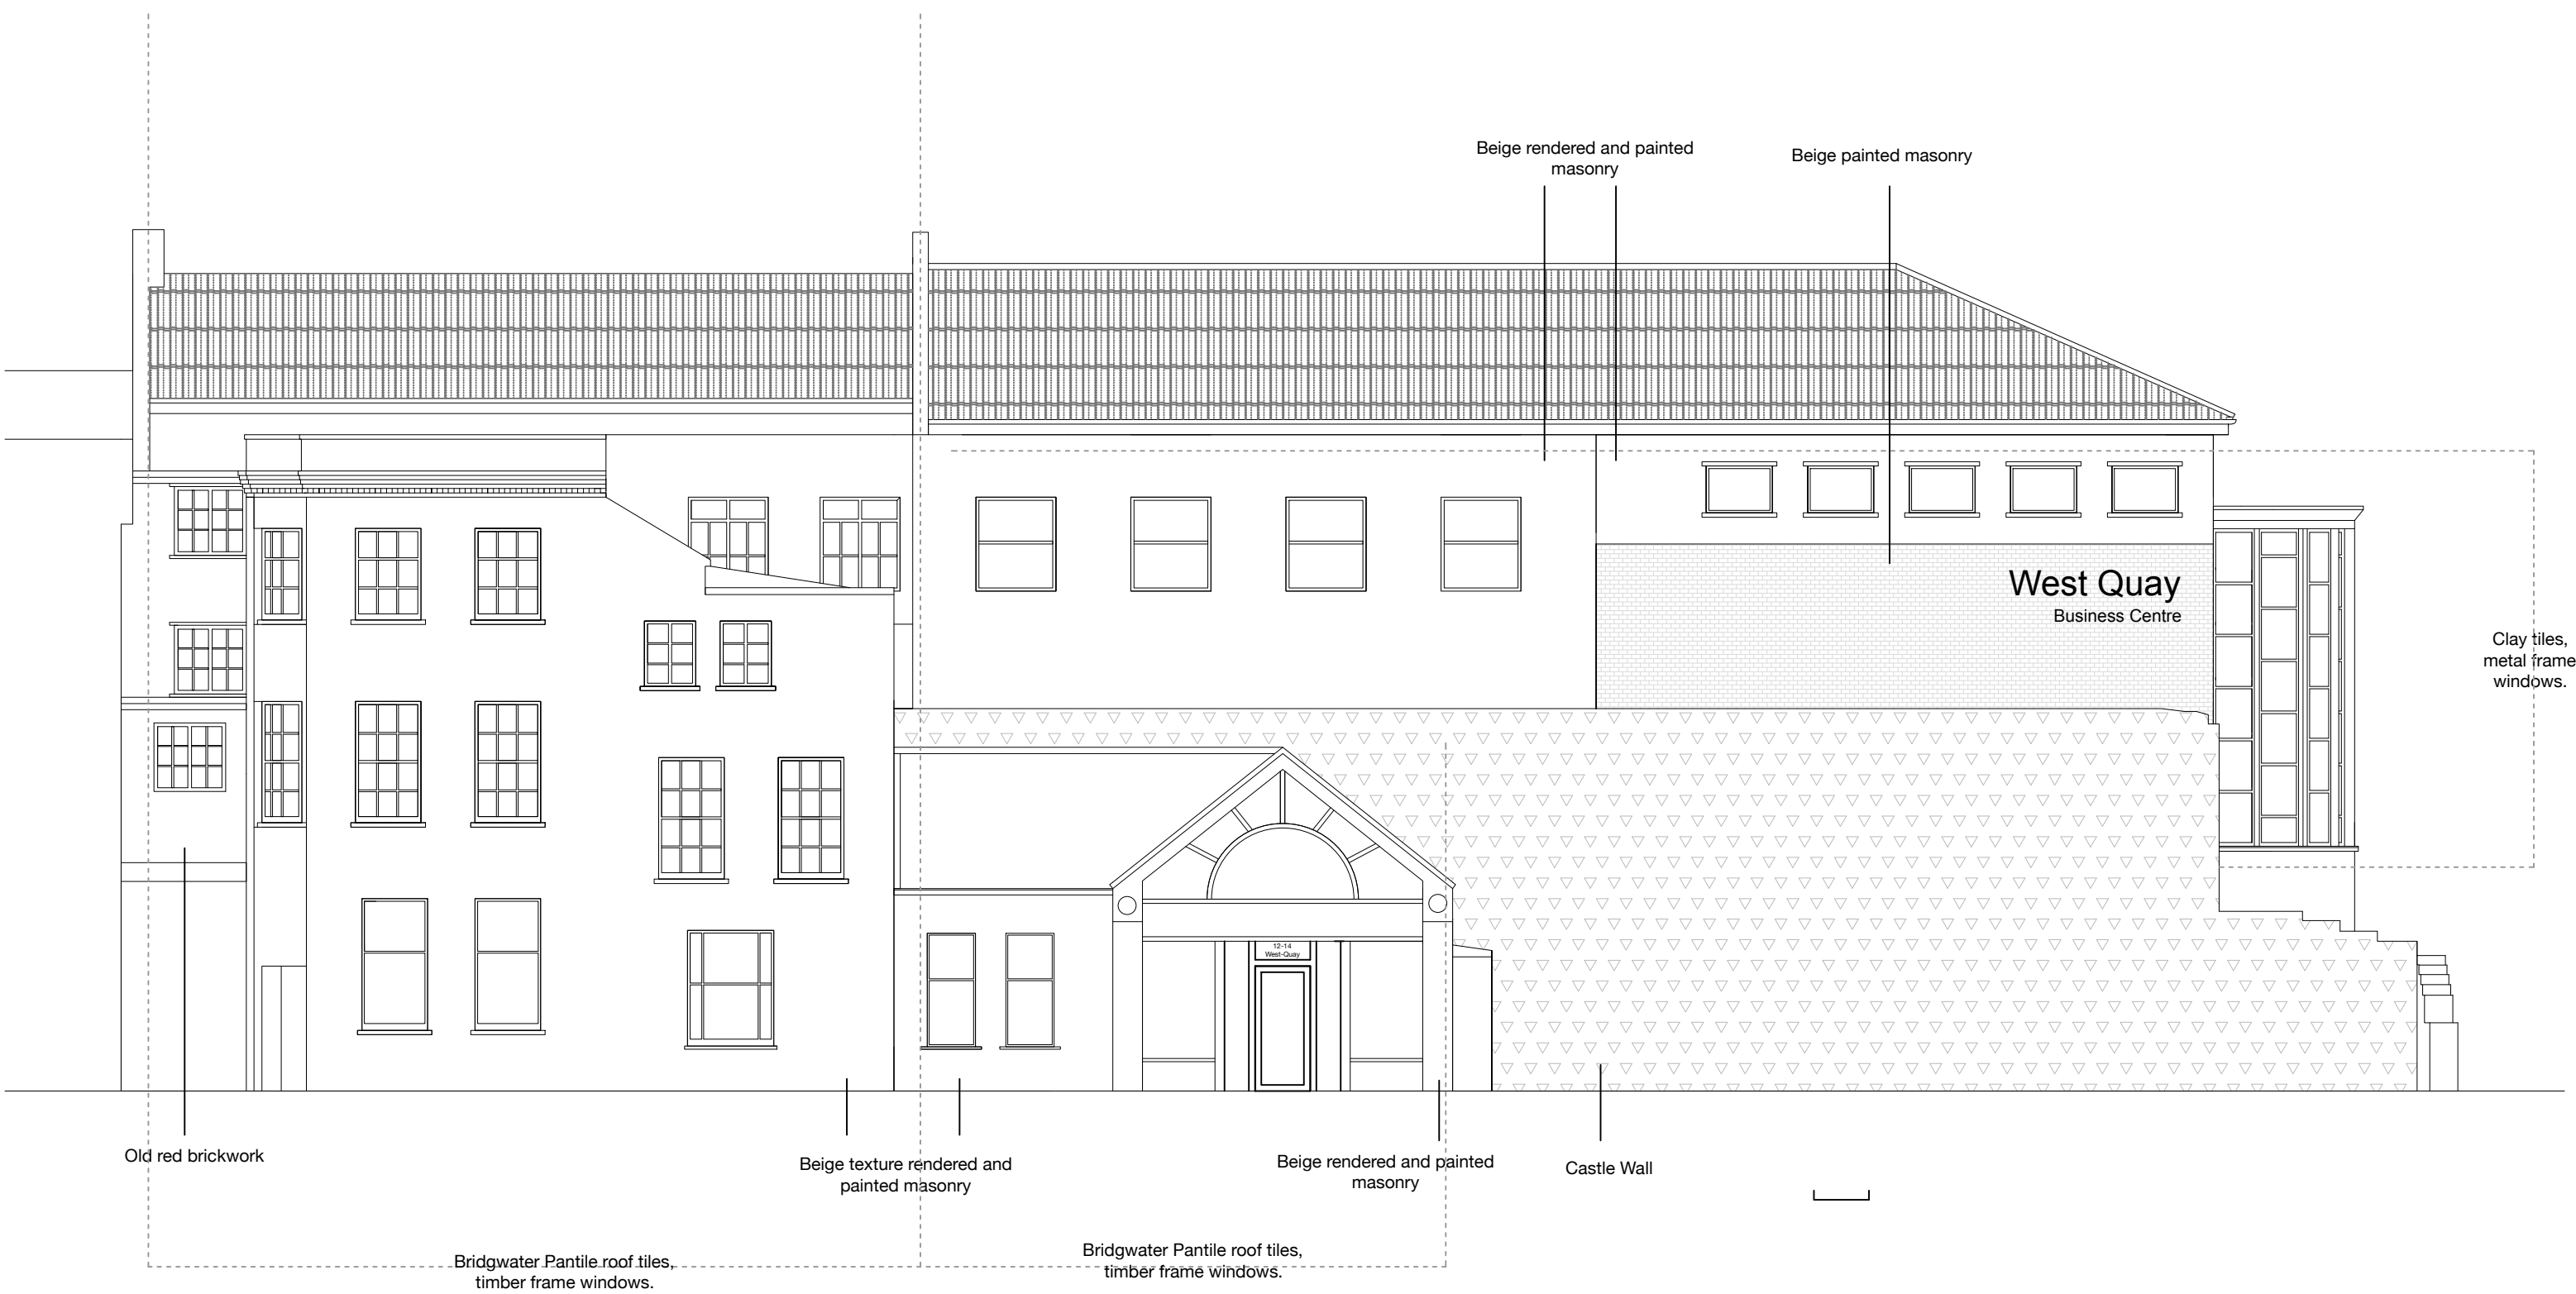 Beige rendered and painted
masonry
Beige painted masonry
West Quay
Business Centre
Clay tiles,
metal frame
windows.
12-14
West-Quay
Old red brickwork
Beige texture rendered and
painted masonry
Beige rendered and painted
masonry
Castle Wall
Bridgwater Pantile roof tiles,
timber frame windows.
Bridgwater Pantile roof tiles,
timber frame windows.